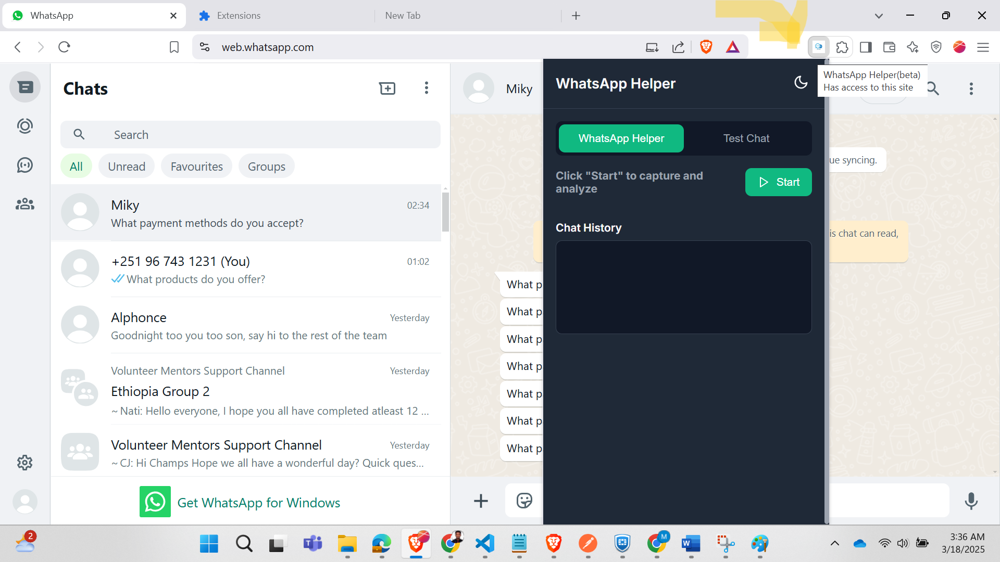 WhatsApp
Extensions
New Tab
web.whatsapp.com
WhatsApp Helper(beta)
Has access to this site
Chats
Search
All
Unread
Favourites
Groups
Miky
02:34
What payment methods do you accept?
+251 96 743 1231 (You)
01:02
What products do you offer?
Alphonce
Yesterday
Goodnight too you too son, say hi to the rest of the team
Volunteer Mentors Support Channel
Yesterday
Ethiopia Group 2
~ Nati: Hello everyone, I hope you all have completed atleast 12 ...
Volunteer Mentors Support Channel
Yesterday
~ CJ: Hi Champs Hope we all have a wonderful day? Quick ques...
Get WhatsApp for Windows
Miky
ue syncing.
is chat can read,
What p
What p
What p
What p
What p
What p
What p
WhatsApp Helper
WhatsApp Helper
Test Chat
Click "Start" to capture and
analyze
Start
Chat History
2
M
W
3:36 AM
3/18/2025